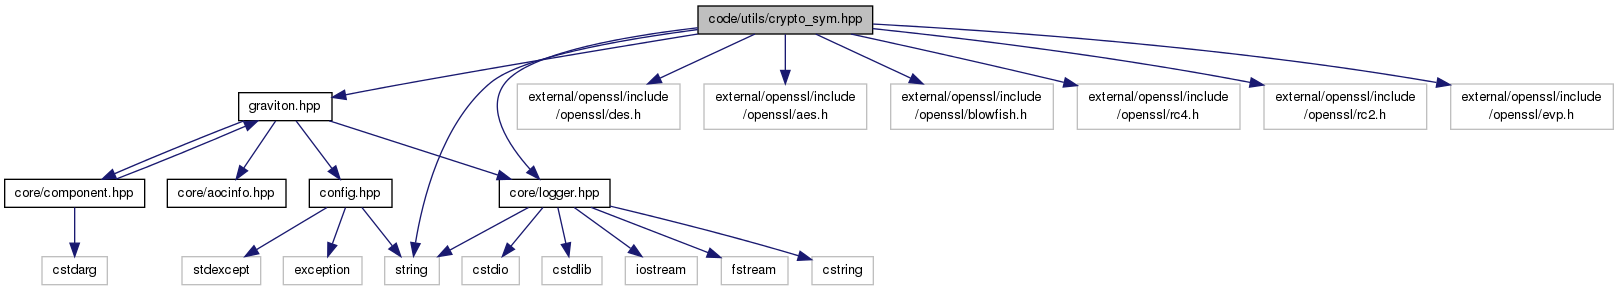 code/utils/crypto_sym.hpp
graviton.hpp
external/openssl/include
/openssl/des.h
external/openssl/include
/openssl/aes.h
external/openssl/include
/openssl/blowfish.h
external/openssl/include
/openssl/rc4.h
external/openssl/include
/openssl/rc2.h
external/openssl/include
/openssl/evp.h
core/component.hpp
core/aocinfo.hpp
config.hpp
core/logger.hpp
cstdarg
stdexcept
exception
string
cstdio
cstdlib
iostream
fstream
cstring